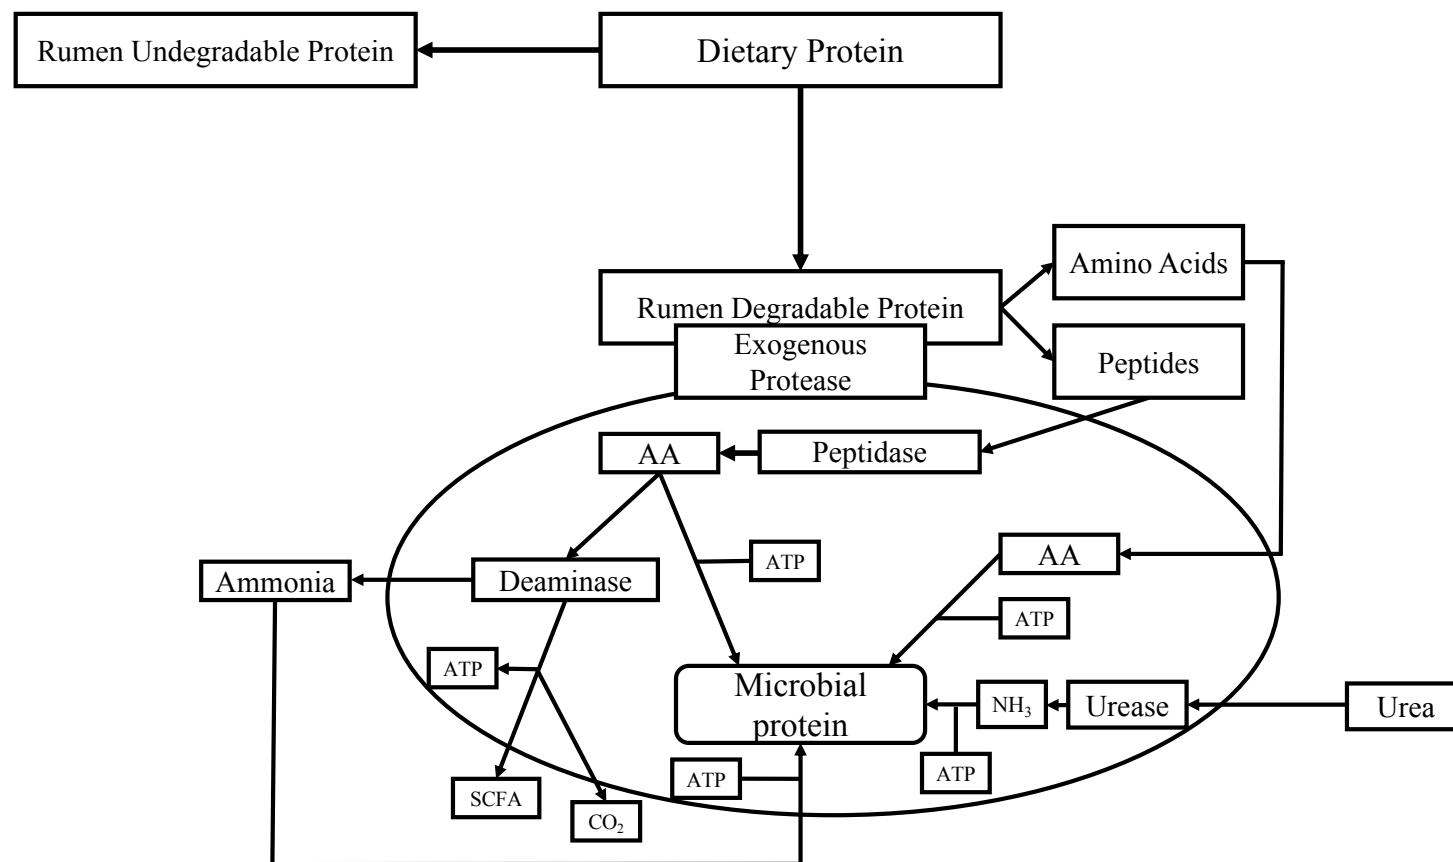 Rumen Undegradable Protein
Dietary Protein
Amino Acids
Rumen Degradable Protein
Exogenous
Protease
Peptides
AA
Peptidase
ATP
AA
Ammonia
Deaminase
ATP
ATP
Microbial
protein
NH₃
Urease
Urea
ATP
ATP
SCFA
CO₂